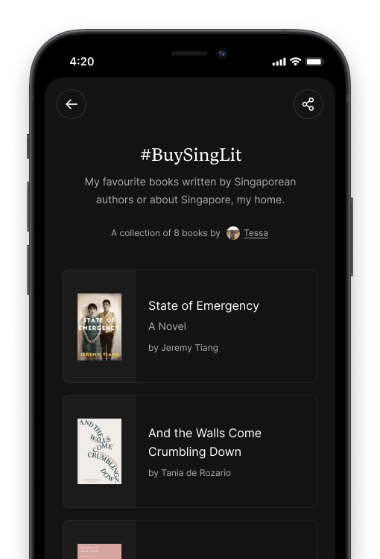 4:20
#BuySingLit
My favourite books written by Singaporean
authors or about Singapore, my home.
A collection of 8 books by Tessa
STATE OF
EMERGENCY
JEREMY TIANG
State of Emergency
A Novel
by Jeremy Tiang
AND THE
WALLS
COME
CRUMBLING
DOWN
And the Walls Come
Crumbling Down
by Tania de Rozario